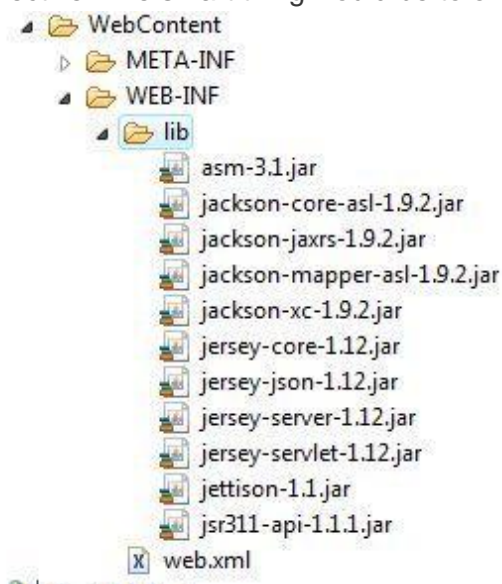 WebContent
META-INF
WEB-INF
lib
asm-3.1.jar
jackson-core-asl-1.9.2.jar
jackson-jaxrs-1.9.2.jar
jackson-mapper-asl-1.9.2.jar
jackson-xc-1.9.2.jar
jersey-core-1.12.jar
jersey-json-1.12.jar
jersey-server-1.12.jar
jersey-servlet-1.12.jar
jettison-1.1.jar
jsr311-api-1.1.1.jar
web.xml